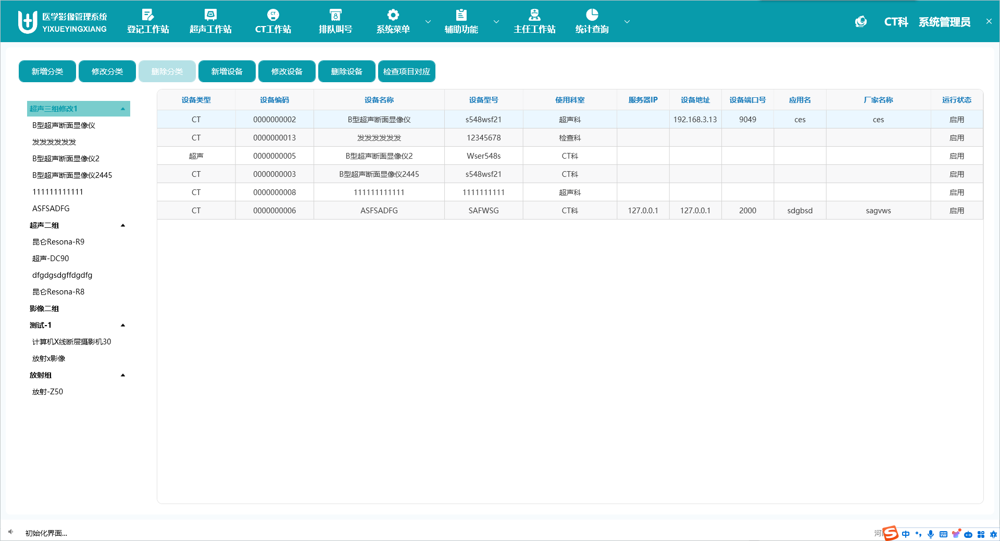 医学影像管理系统
YIXUEYINGXIANG
登记工作站
超声工作站
CT
CT工作站
排队叫号
系统菜单
辅助功能
主任工作站
统计查询
CT科 系统管理员
新增分类 修改分类 删除分类 新增设备 修改设备 删除设备 检查项目对应
超声三组修改1
B型超声断面显像仪
发发发发发发
B型超声断面显像仪2
B型超声断面显像仪2445
111111111111
ASFSADFG
超声二组
昆仑Resona-R9
超声-DC90
dfgdgsdgffdgdfg
昆仑Resona-R8
影像二组
测试-1
计算机X线断层摄影机30
放射x影像
放射组
放射-Z50
设备类型 设备编码 设备名称 设备型号 使用科室 服务器IP 设备地址 设备端口号 应用名 厂家名称 运行状态
CT 0000000002 B型超声断面显像仪 s548wsf21 超声科 192.168.3.13 9049 ces ces 启用
CT 0000000013 发发发发发发 12345678 检查科 启用
超声 0000000005 B型超声断面显像仪2 Wser548s CT科 启用
CT 0000000003 B型超声断面显像仪2445 s548wsf21 CT科 启用
CT 0000000008 111111111111 1111111111 超声科 启用
CT 0000000006 ASFSADFG SAFWSG CT科 127.0.0.1 127.0.0.1 2000 sdgbsd sagvws 启用
初始化界面...
河
中